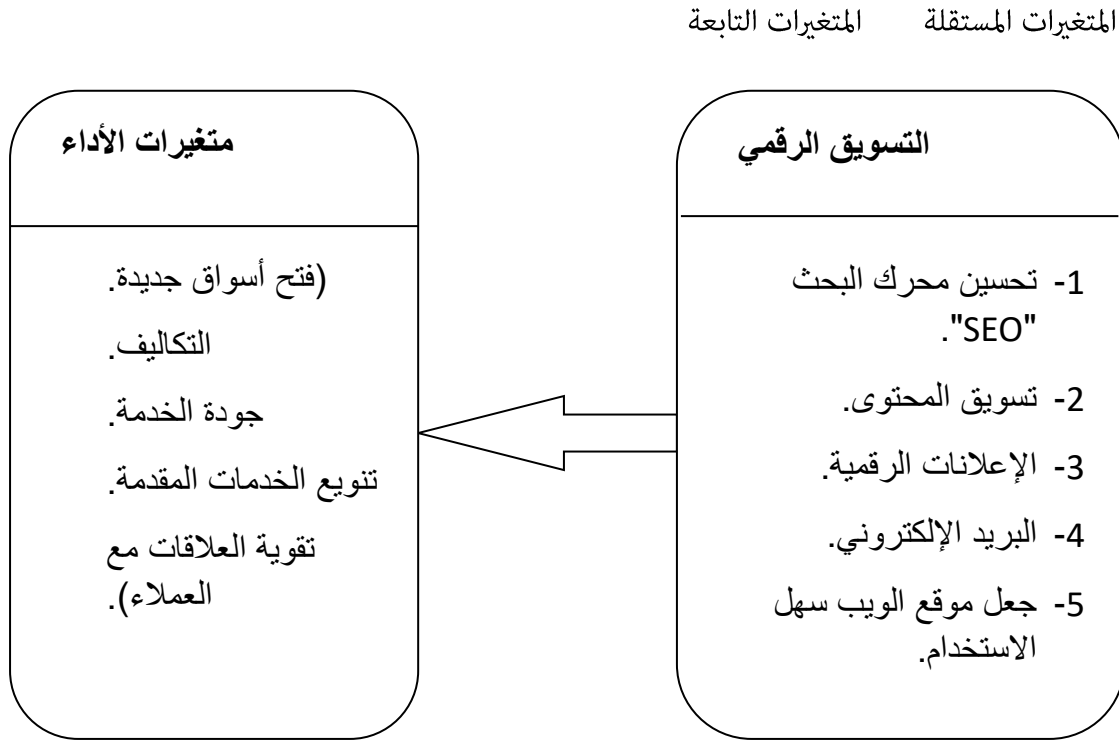 المتغيرات المستقلة المتغيرات التابعة
التسويق الرقمي
1- تحسين محرك البحث
"SEO".
2- تسويق المحتوى.
3- الإعلانات الرقمية.
4- البريد الإلكتروني.
5- جعل موقع الويب سهل
الاستخدام.
متغيرات الأداء
(فتح أسواق جديدة.
التكاليف.
جودة الخدمة.
تنويع الخدمات المقدمة.
تقوية العلاقات مع
العملاء).